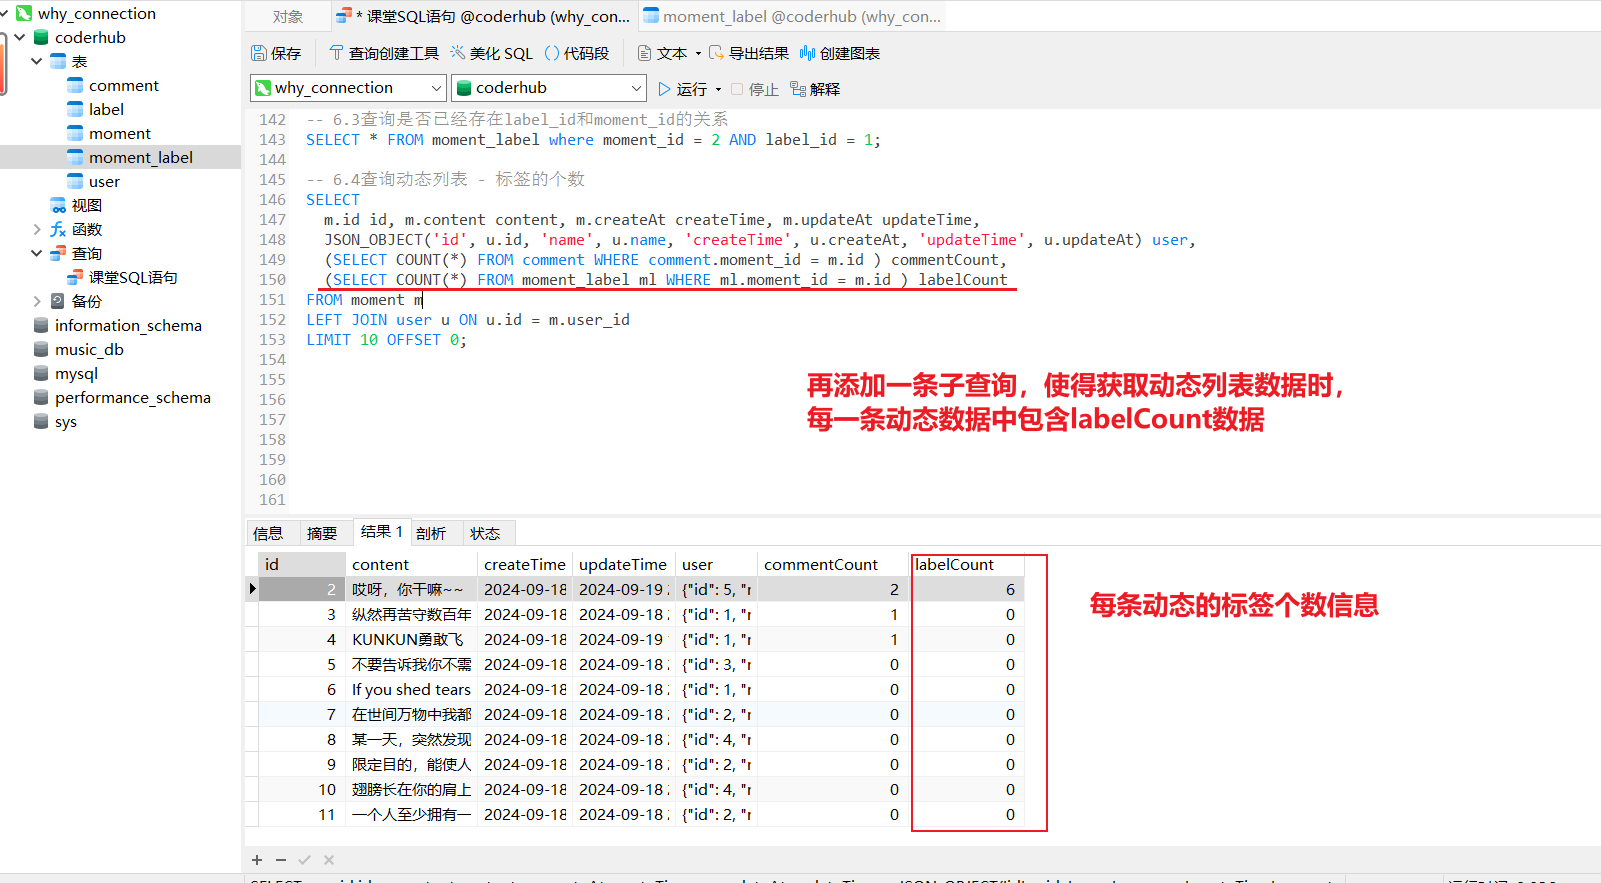 why_connection
coderhub
表
comment
label
moment
moment_label
user
视图
函数
查询
课堂SQL语句
备份
information_schema
music_db
mysql
performance_schema
sys
对象
* 课堂SQL语句 @coderhub (why_con...
moment_label @coderhub (why_con...
保存 查询创建工具 美化 SQL () 代码段 文本 导出结果 创建图表
why_connection coderhub 运行 停止 解释
142 -- 6.3查询是否已经存在label_id和moment_id的关系
143 SELECT * FROM moment_label where moment_id = 2 AND label_id = 1;
144
145 -- 6.4查询动态列表 - 标签的个数
146 SELECT
147 m.id id, m.content content, m.createAt createTime, m.updateAt updateTime,
148 JSON_OBJECT('id', u.id, 'name', u.name, 'createTime', u.createAt, 'updateTime', u.updateAt) user,
149 (SELECT COUNT(*) FROM comment WHERE comment.moment_id = m.id ) commentCount,
150 (SELECT COUNT(*) FROM moment_label ml WHERE ml.moment_id = m.id ) labelCount
151 FROM moment m
152 LEFT JOIN user u ON u.id = m.user_id
153 LIMIT 10 OFFSET 0;
154
155
156
157
158
159
160
161
再添加一条子查询，使得获取动态列表数据时，
每一条动态数据中包含labelCount数据
信息 摘要 结果 1 剖析 状态
id content createTime updateTime user commentCount labelCount
2 哎呀，你干嘛~~ 2024-09-18 2024-09-19 {"id": 5, "r 2 6
3 纵然再苦守数百年 2024-09-18 2024-09-18 {"id": 1, "r 1 0
4 KUNKUN勇敢飞 2024-09-18 2024-09-19 {"id": 1, "r 1 0
5 不要告诉我你不需 2024-09-18 2024-09-18 {"id": 3, "r 0 0
6 If you shed tears 2024-09-18 2024-09-18 {"id": 1, "r 0 0
7 在世间万物中我都 2024-09-18 2024-09-18 {"id": 2, "r 0 0
8 某一天，突然发现 2024-09-18 2024-09-18 {"id": 4, "r 0 0
9 限定目的，能使人 2024-09-18 2024-09-18 {"id": 2, "r 0 0
10 翅膀长在你的肩上 2024-09-18 2024-09-18 {"id": 4, "r 0 0
11 一个人至少拥有一 2024-09-18 2024-09-18 {"id": 2, "r 0 0
每条动态的标签个数信息